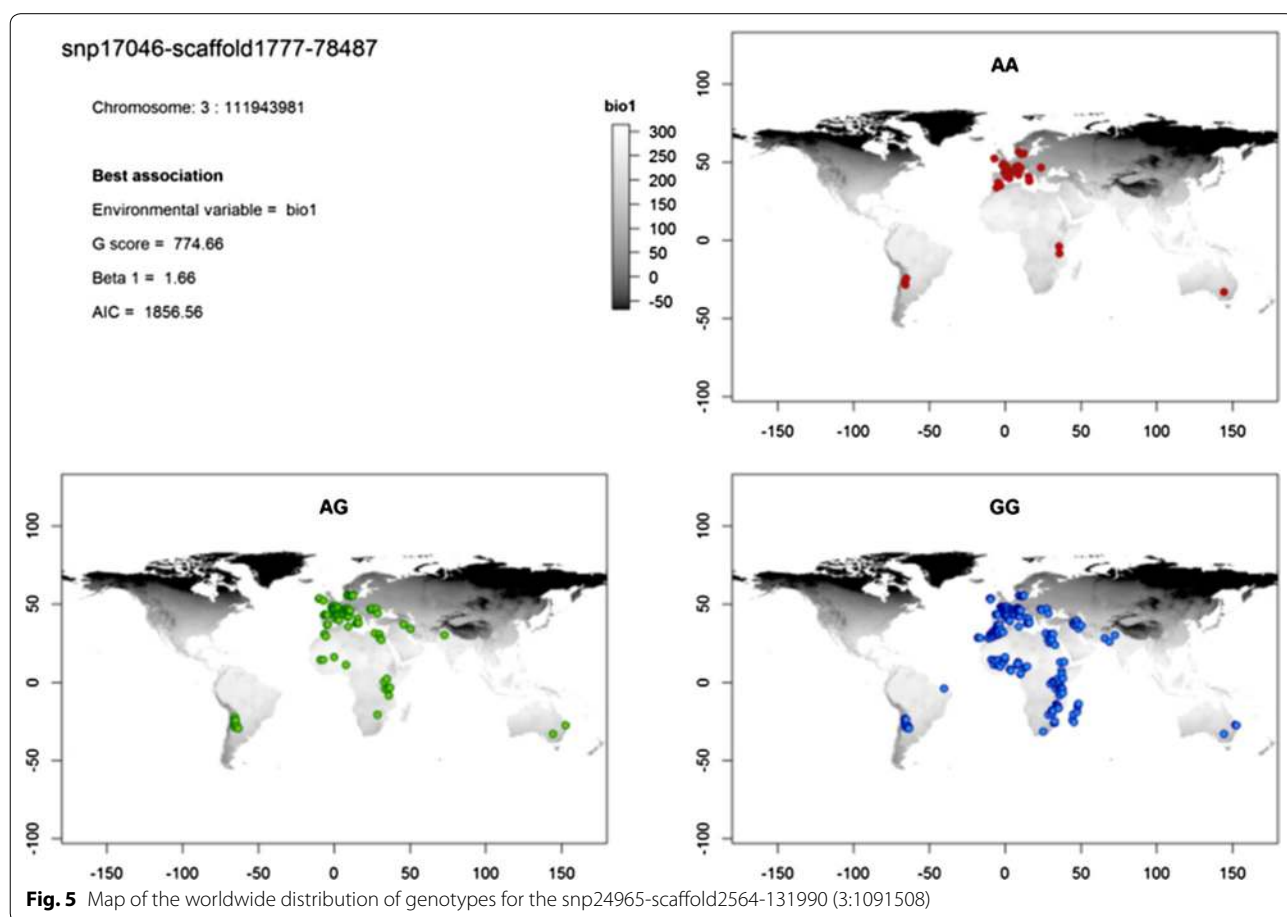 snp17046-scaffold1777-78487
Chromosome: 3 : 111943981
Best association
Environmental variable = bio1
G score = 774.66
Beta 1 = 1.66
AIC = 1856.56
bio1
300
250
200
150
100
50
0
-50
AA
100
50
0
-50
-100
-150 -100 -50 0 50 100 150
AG
100
50
0
-50
-100
-150 -100 -50 0 50 100 150
GG
100
50
0
-50
-100
-150 -100 -50 0 50 100 150
Fig. 5 Map of the worldwide distribution of genotypes for the snp24965-scaffold2564-131990 (3:1091508)